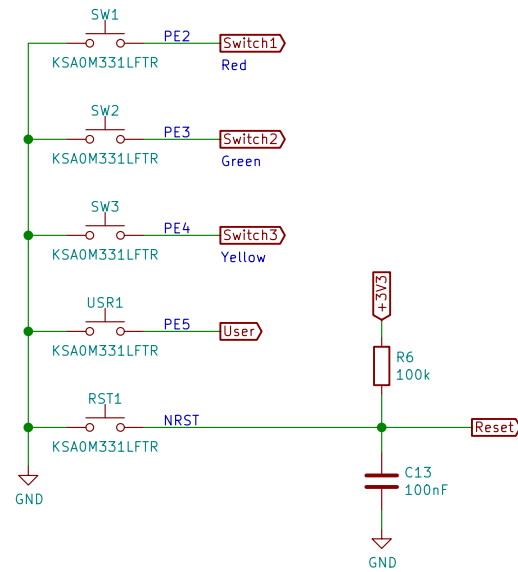 SW1
PE2
Switch1
KSA0M331LFTR
Red
SW2
PE3
Switch2
KSA0M331LFTR
Green
SW3
PE4
Switch3
KSA0M331LFTR
Yellow
USR1
PE5
User
KSA0M331LFTR
+3V3
R6
100k
RST1
NRST
Reset
KSA0M331LFTR
C13
100nF
GND
GND